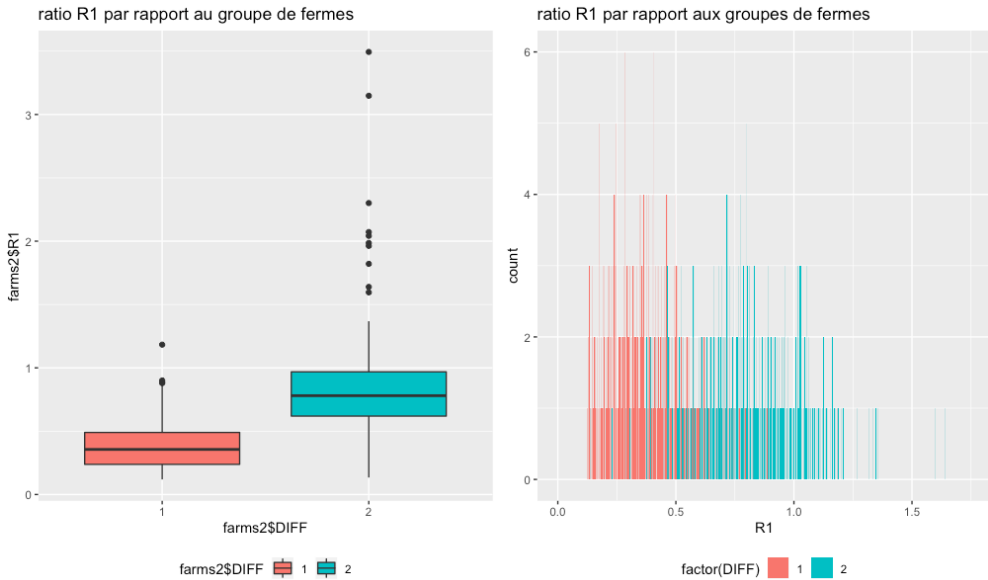 ratio R1 par rapport au groupe de fermes
farms2$R1
3
2
1
0
1
2
farms2$DIFF
farms2$DIFF 1 2
ratio R1 par rapport aux groupes de fermes
count
6
4
2
0
0.0
0.5
1.0
1.5
R1
factor(DIFF) 1 2